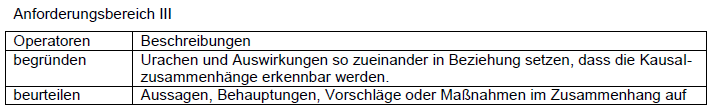 Anforderungsbereich III
Operatoren Beschreibungen
begründen Urachen und Auswirkungen so zueinander in Beziehung setzen, dass die Kausal-
zusammenhänge erkennbar werden.
beurteilen Aussagen, Behauptungen, Vorschläge oder Maßnahmen im Zusammenhang auf